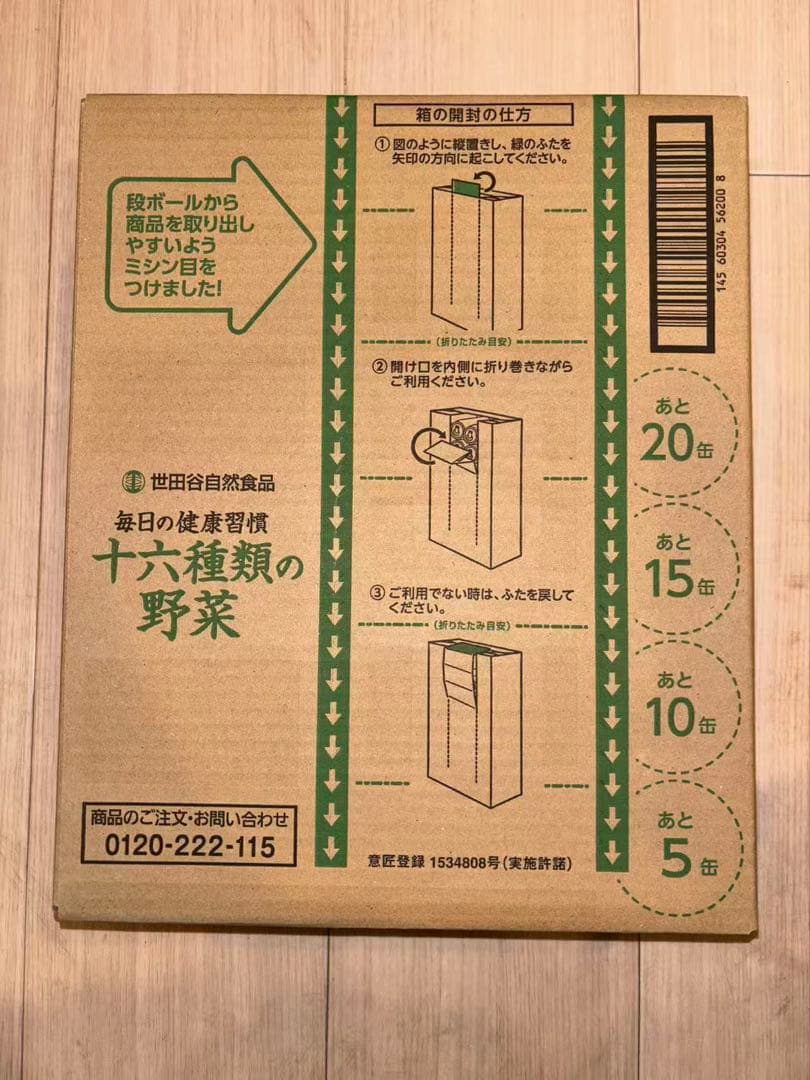 段ボールから
商品を取り出し
やすいよう
ミシン目を
つけました!
世田谷自然食品
毎日の健康習慣
十六種類の
野菜
商品のご注文・お問い合わせ
0120-222-115
箱の開封の仕方
① 図のように縦置きし、緑のふたを
矢印の方向に起こしてください。
(折りたたみ目安)
② 開け口を内側に折り巻きながら
ご利用ください。
③ ご利用でない時は、ふたを戻して
ください。
(折りたたみ目安)
意匠登録 1534808号(実施許諾)
145 60304 56200 8
あと
20缶
あと
15缶
あと
10缶
あと
5缶